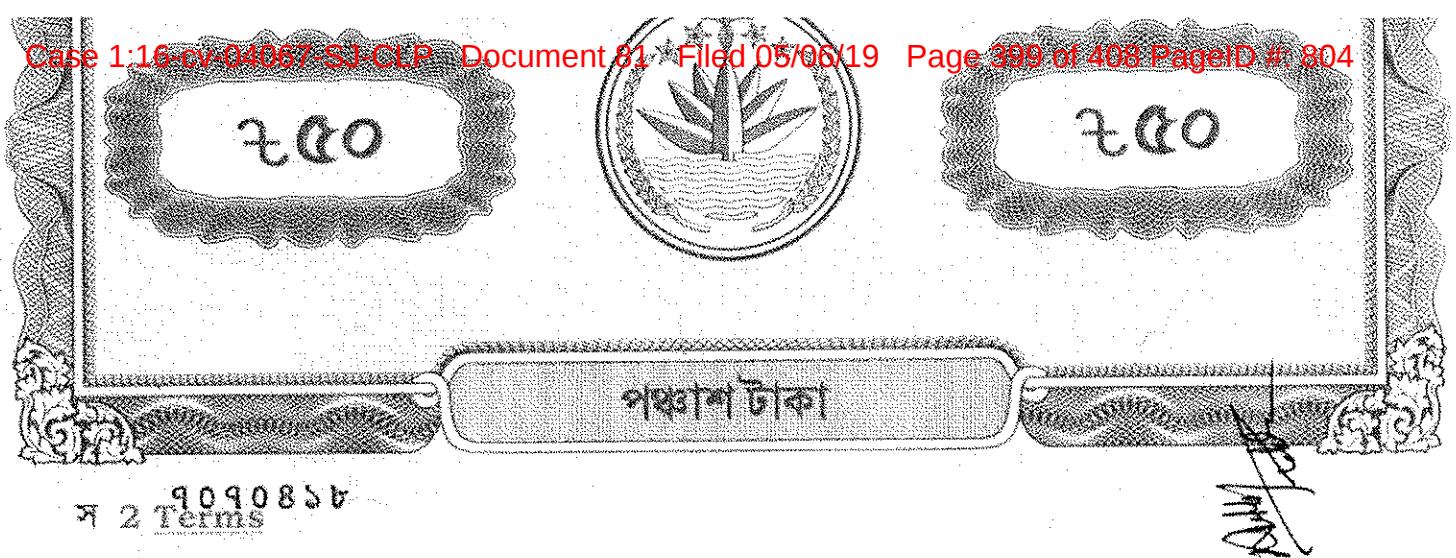 Case 1:16-cv-04067-SJ-CLP Document 81 Filed 05/06/19 Page 399 of 408 PageID #: 804
৳৫০ ৳৫০
পঞ্চাশ টাকা
৭০৭০৪১৮
স 2 Terms